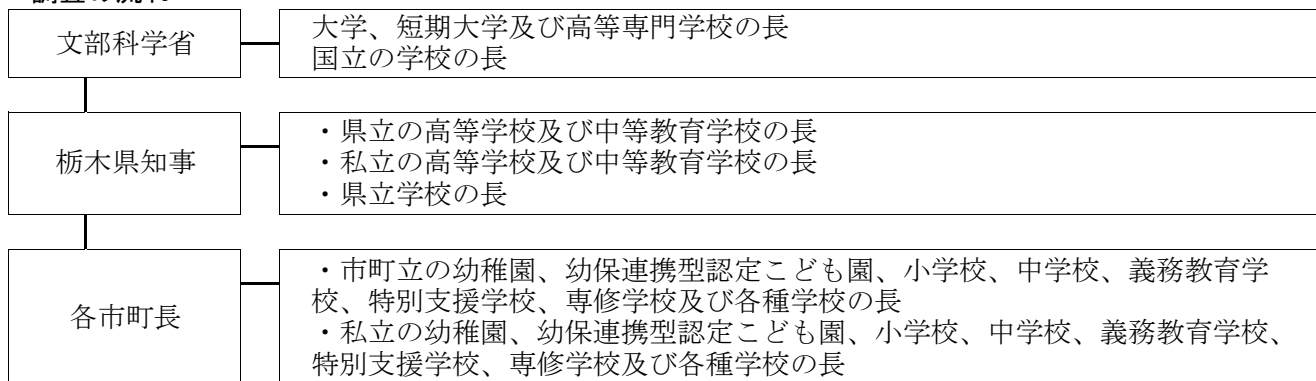 文部科学省
大学、短期大学及び高等専門学校の長
国立の学校の長
栃木県知事
・県立の高等学校及び中等教育学校の長
・私立の高等学校及び中等教育学校の長
・県立学校の長
各市町長
・市町立の幼稚園、幼保連携型認定こども園、小学校、中学校、義務教育学
校、特別支援学校、専修学校及び各種学校の長
・私立の幼稚園、幼保連携型認定こども園、小学校、中学校、義務教育学校、
特別支援学校、専修学校及び各種学校の長